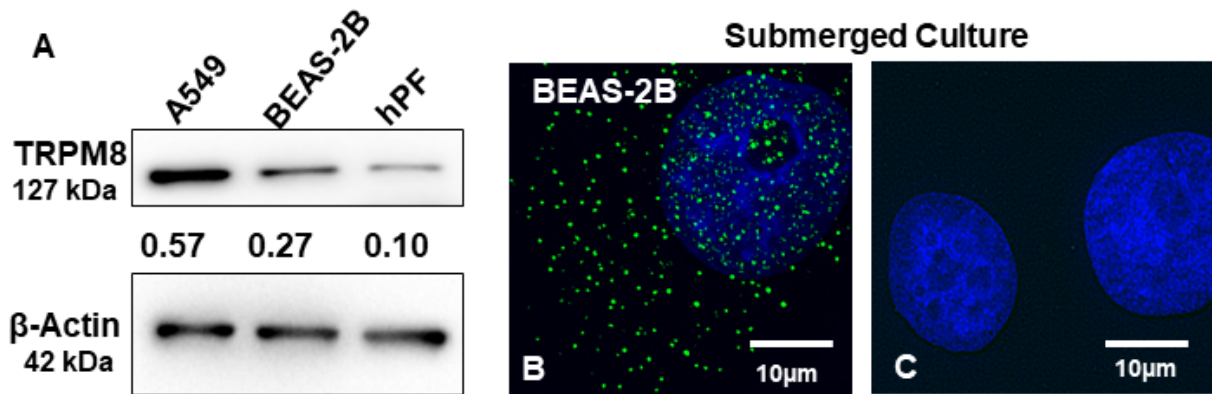 A
A549
BEAS-2B
hPF
TRPM8
127 kDa
0.57 0.27 0.10
β-Actin
42 kDa
Submerged Culture
BEAS-2B
B
10µm
C
10µm